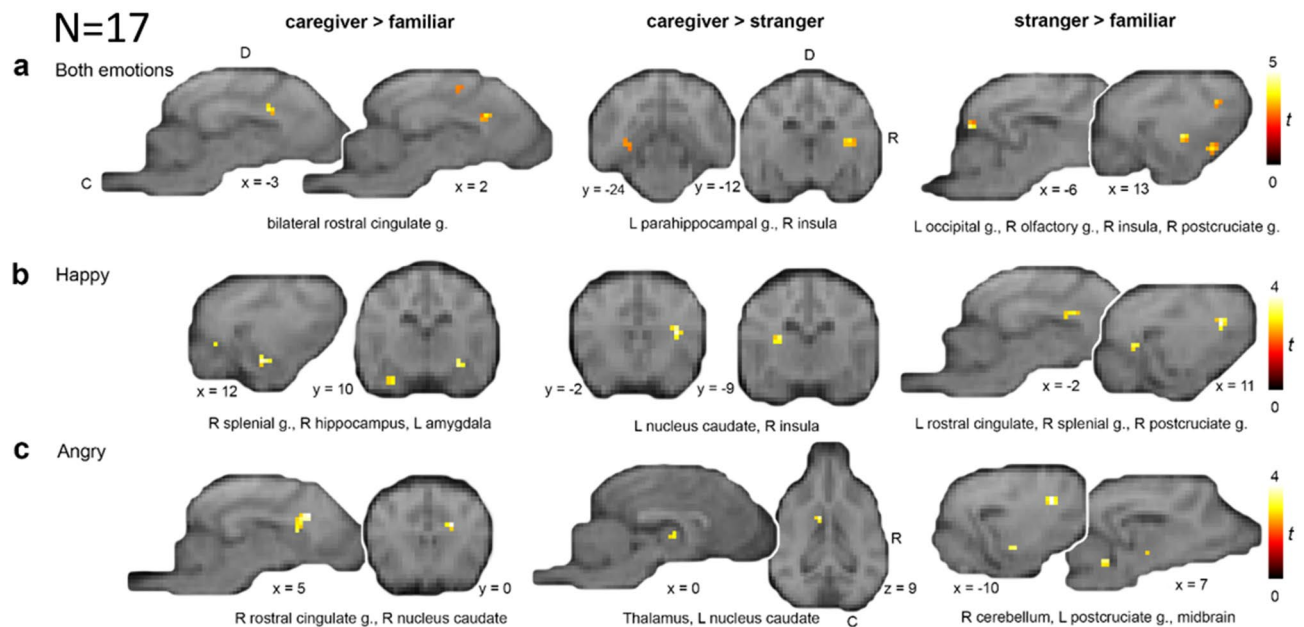 N=17
caregiver > familiar
caregiver > stranger
stranger > familiar
a
Both emotions
D
D
5
t
0
C
R
x = -3
x = 2
y = -24
y = -12
x = -6
x = 13
bilateral rostral cingulate g.
L parahippocampal g., R insula
L occipital g., R olfactory g., R insula, R postcruciate g.
b
Happy
4
t
0
x = 12
y = 10
y = -2
y = -9
x = -2
x = 11
R splenial g., R hippocampus, L amygdala
L nucleus caudate, R insula
L rostral cingulate, R splenial g., R postcruciate g.
c
Angry
4
t
0
R
x = 5
y = 0
x = 0
z = 9
x = -10
x = 7
R rostral cingulate g., R nucleus caudate
Thalamus, L nucleus caudate
C
R cerebellum, L postcruciate g., midbrain